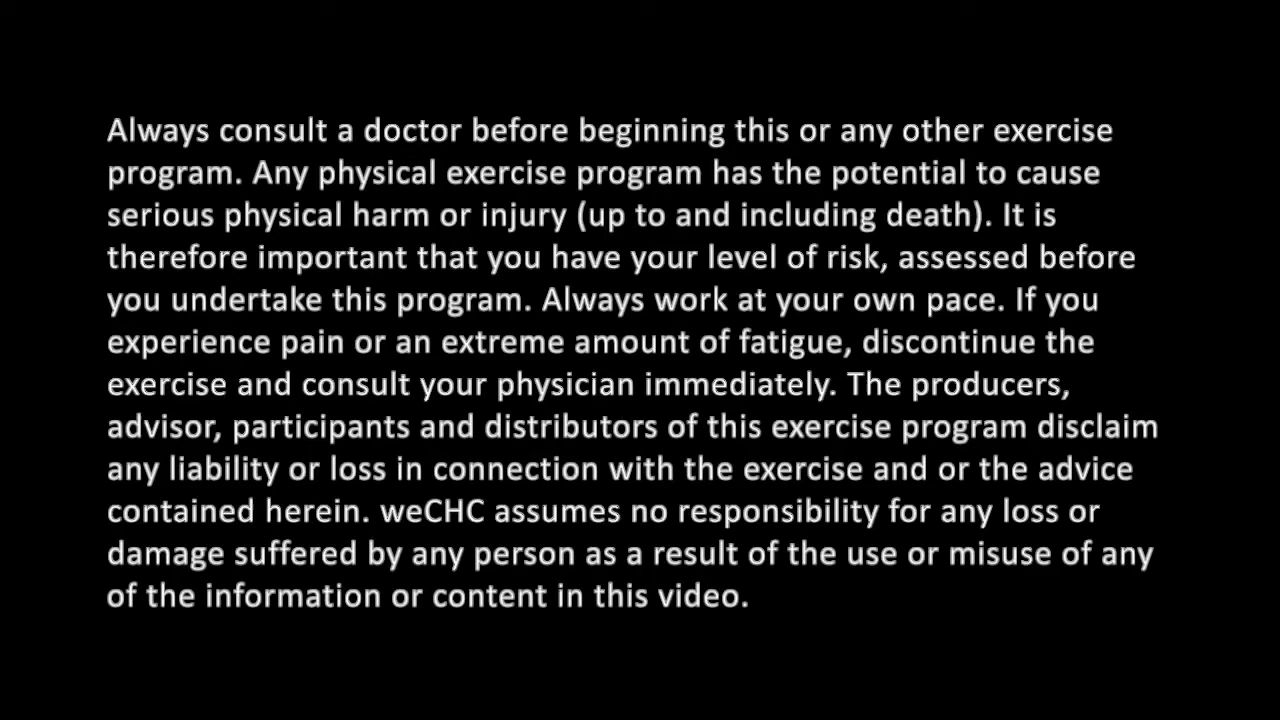 Always consult a doctor before beginning this or any other exercise
program. Any physical exercise program has the potential to cause
serious physical harm or injury (up to and including death). It is
therefore important that you have your level of risk, assessed before
you undertake this program. Always work at your own pace. If you
experience pain or an extreme amount of fatigue, discontinue the
exercise and consult your physician immediately. The producers,
advisor, participants and distributors of this exercise program disclaim
any liability or loss in connection with the exercise and or the advice
contained herein. weCHC assumes no responsibility for any loss or
damage suffered by any person as a result of the use or misuse of any
of the information or content in this video.